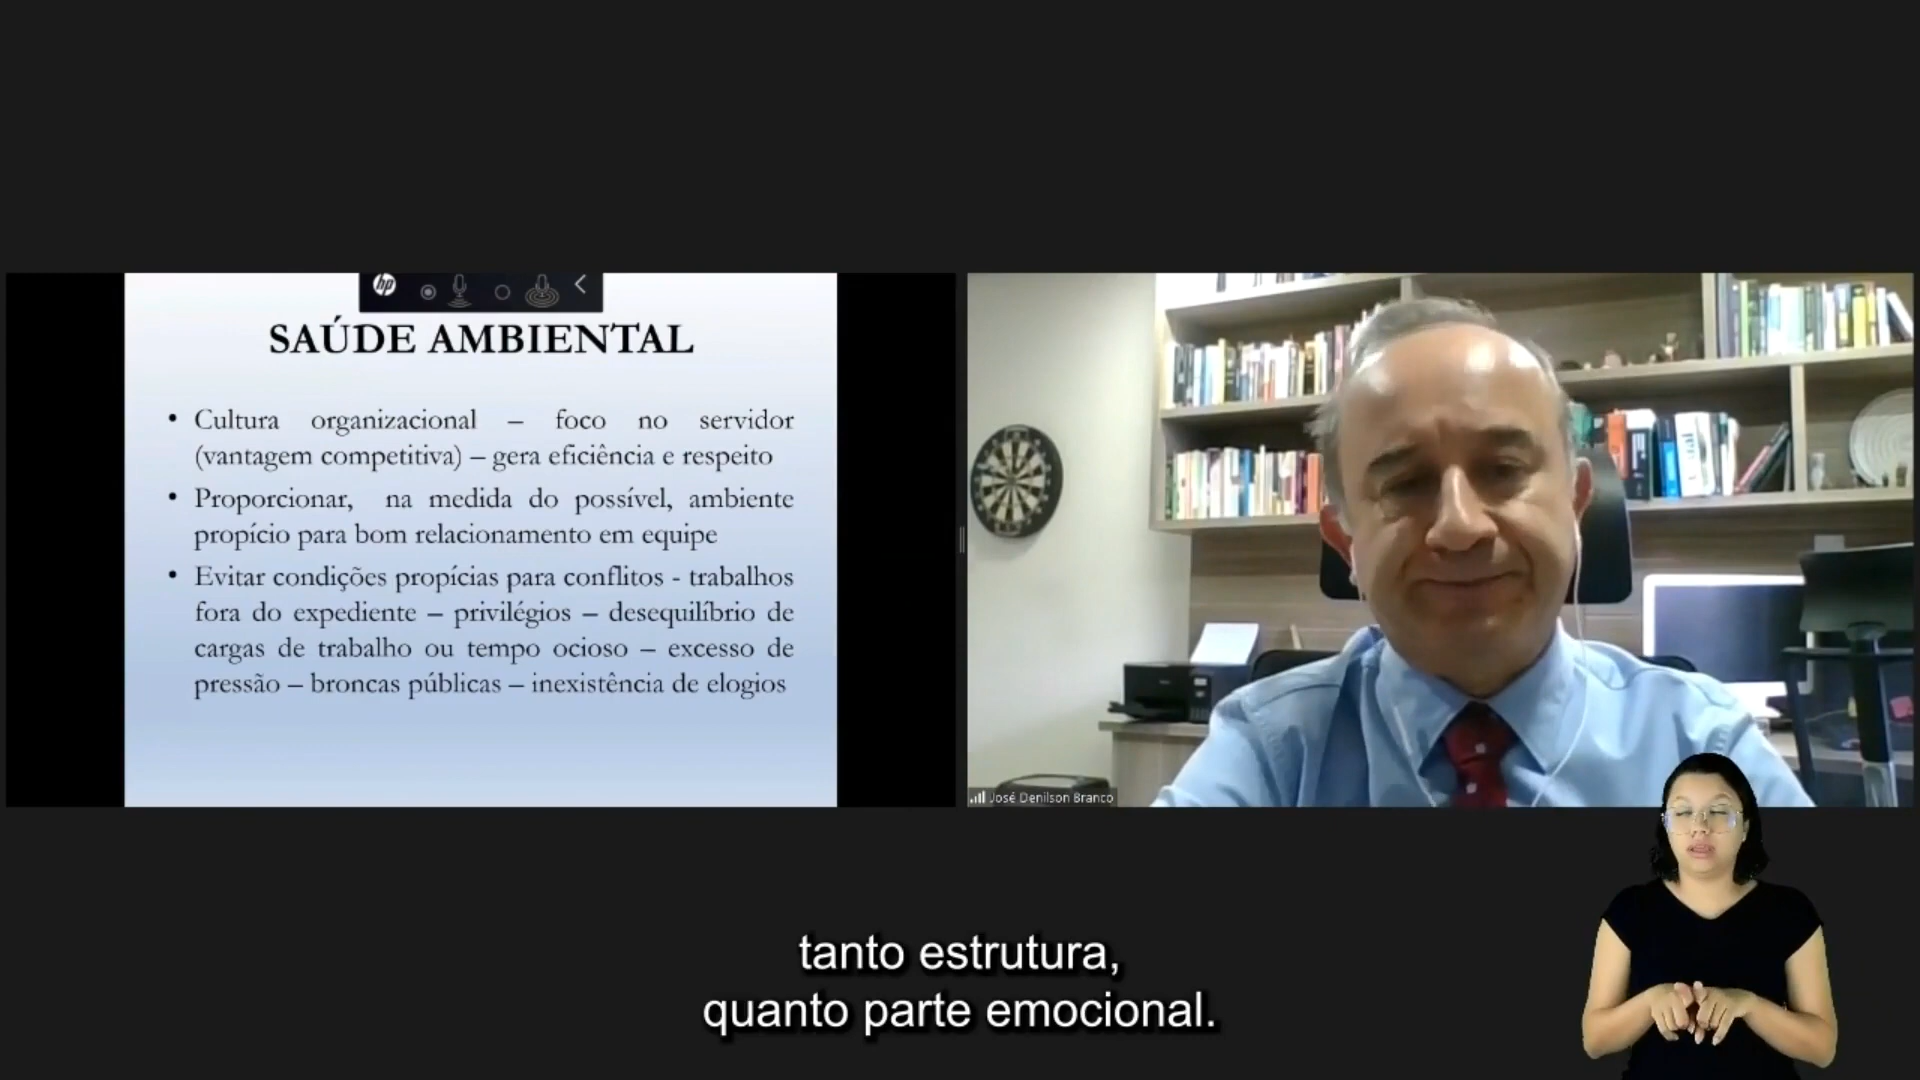 hp
SAÚDE AMBIENTAL
• Cultura organizacional – foco no servidor
(vantagem competitiva) – gera eficiência e respeito
• Proporcionar, na medida do possível, ambiente
propício para bom relacionamento em equipe
• Evitar condições propícias para conflitos - trabalhos
fora do expediente – privilégios – desequilíbrio de
cargas de trabalho ou tempo ocioso – excesso de
pressão – broncas públicas – inexistência de elogios
José Denilson Branco
tanto estrutura,
quanto parte emocional.